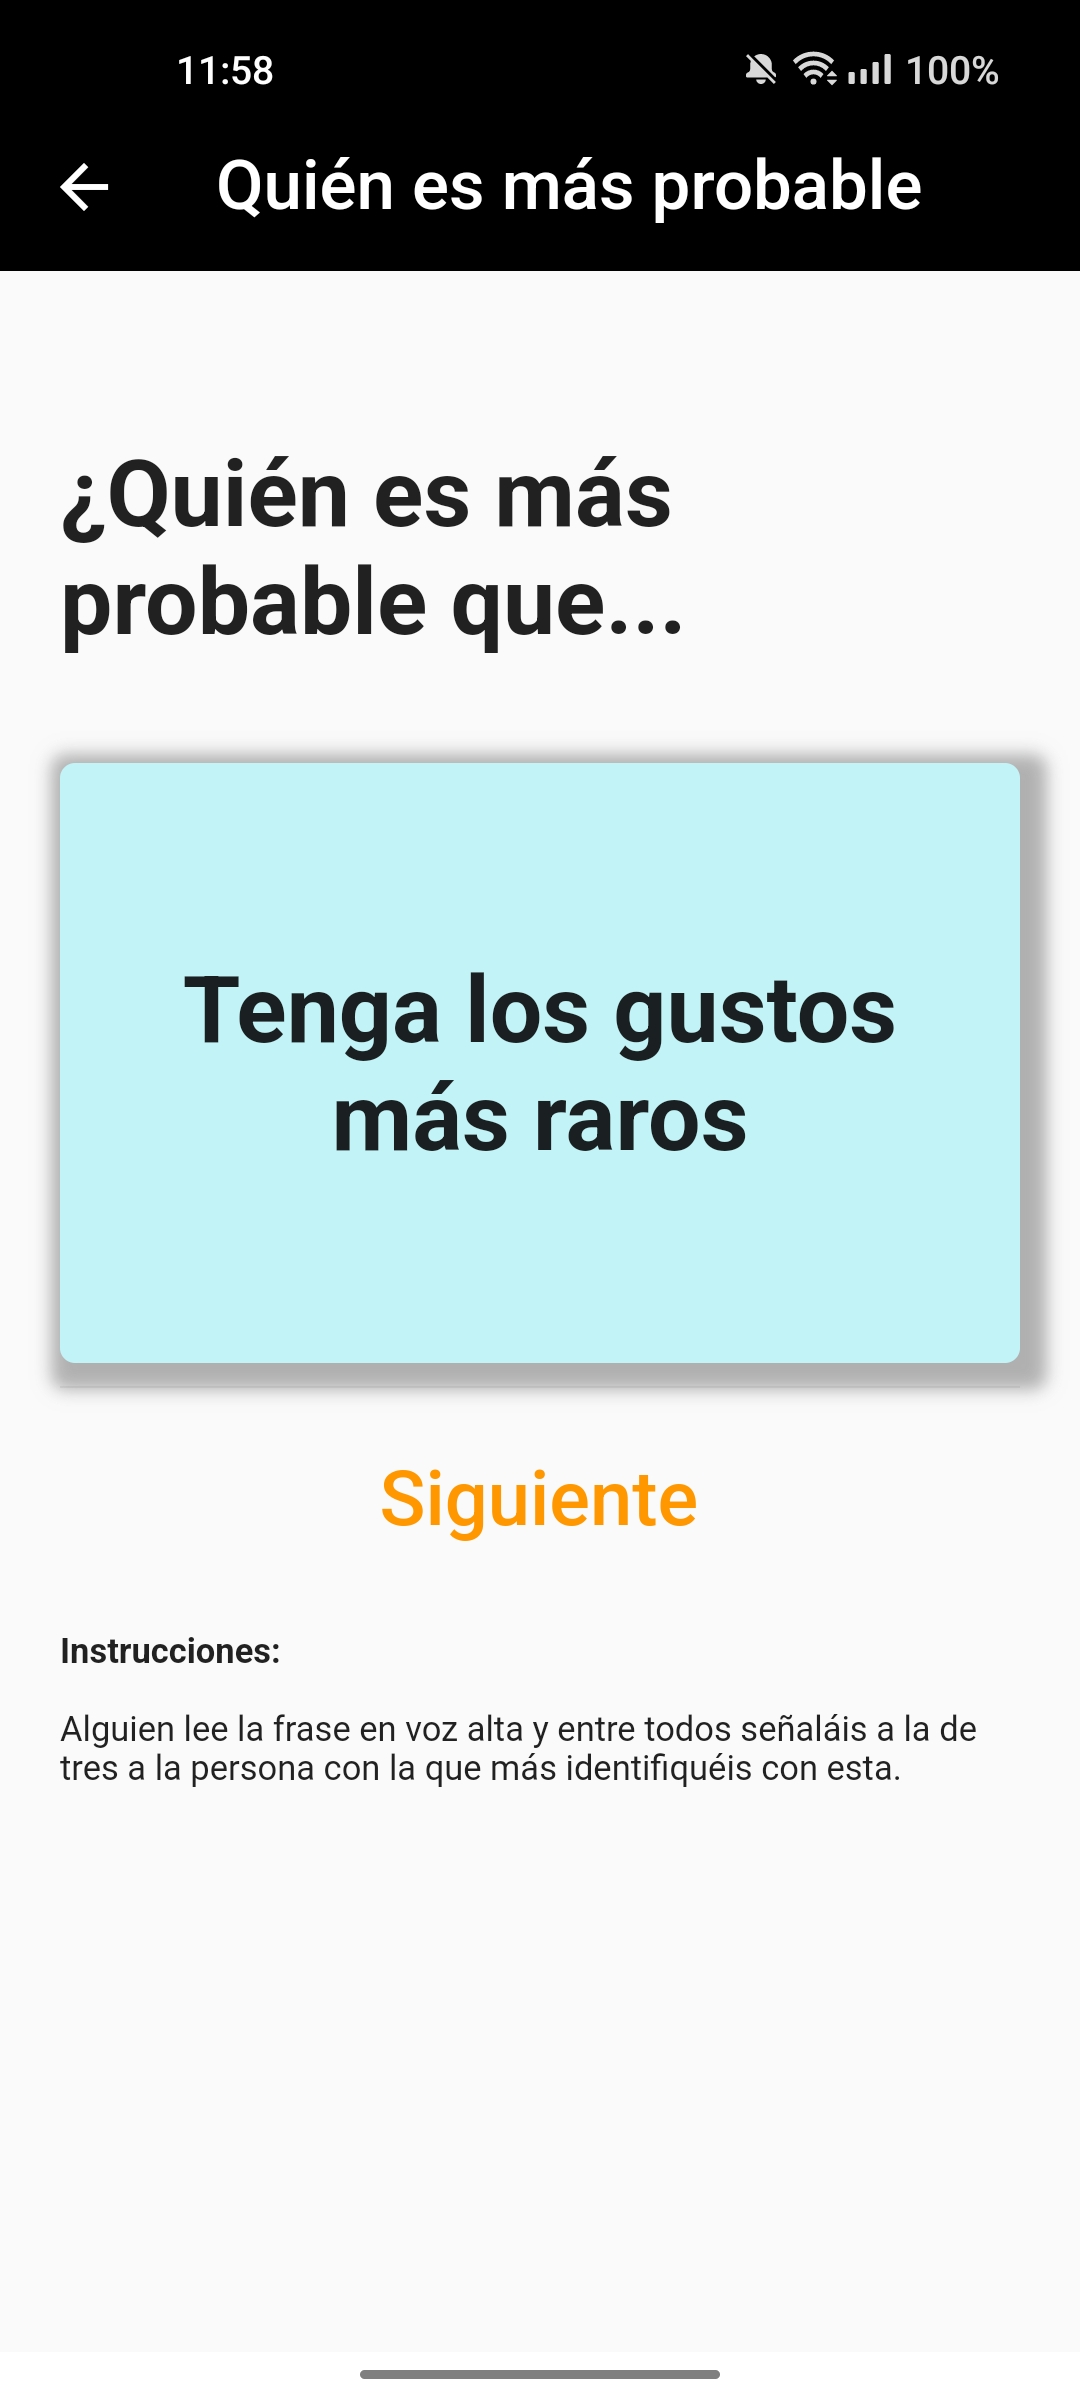 11:58 100%
Quién es más probable
¿Quién es más
probable que...
Tenga los gustos
más raros
Siguiente
Instrucciones:
Alguien lee la frase en voz alta y entre todos señaláis a la de
tres a la persona con la que más identifiquéis con esta.